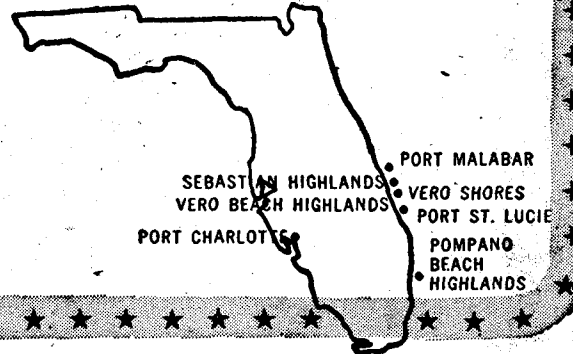 PORT MALABAR
SEBASTIAN HIGHLANDS
VERO SHORES
VERO BEACH HIGHLANDS
PORT ST. LUCIE
PORT CHARLOTTE
POMPANO
BEACH
HIGHLANDS